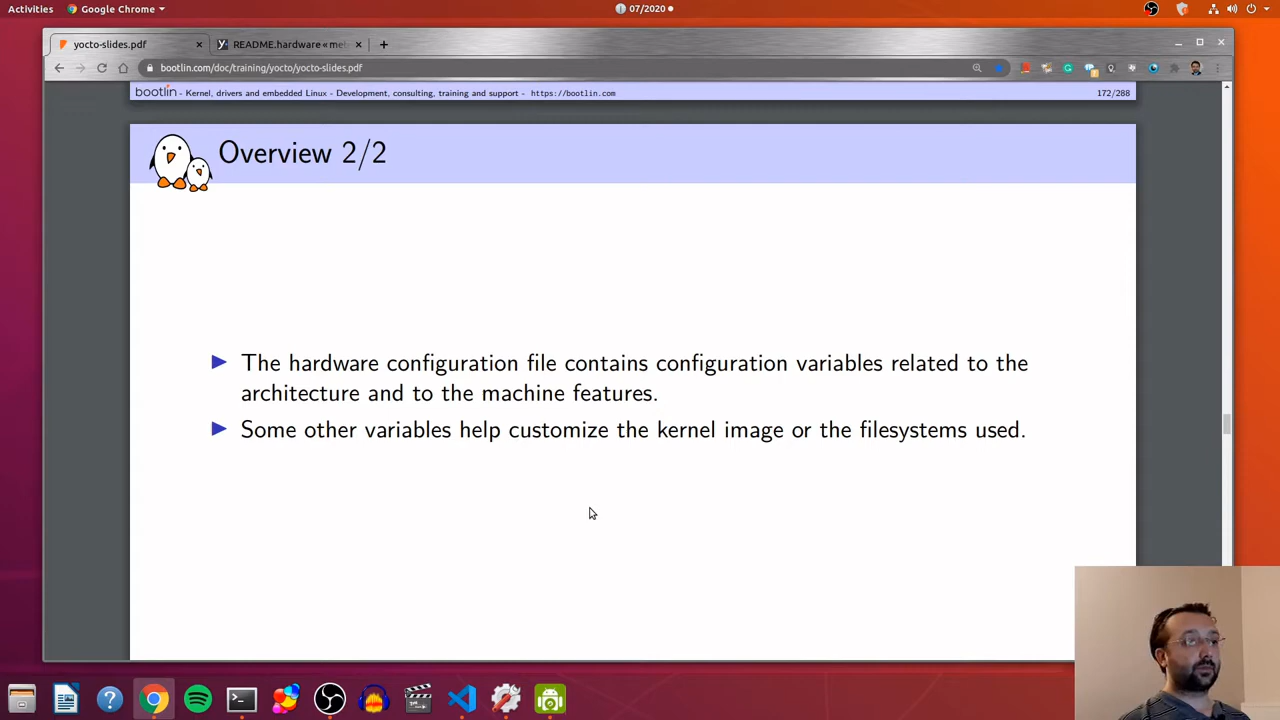 Activities
Google Chrome
07/2020
yocto-slides.pdf
README.hardware « me
bootlin.com/doc/training/yocto/yocto-slides.pdf
bootlin - Kernel, drivers and embedded Linux - Development, consulting, training and support - https://bootlin.com
172/288
Overview 2/2
The hardware configuration file contains configuration variables related to the
architecture and to the machine features.
Some other variables help customize the kernel image or the filesystems used.